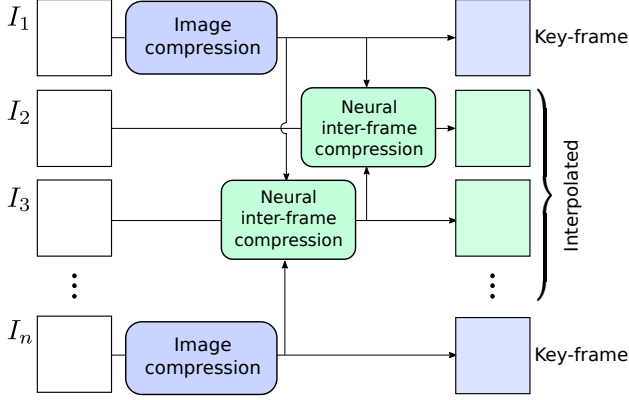 I1
Image
compression
Key-frame
I2
Neural
inter-frame
compression
I3
Neural
inter-frame
compression
Interpolated
In
Image
compression
Key-frame